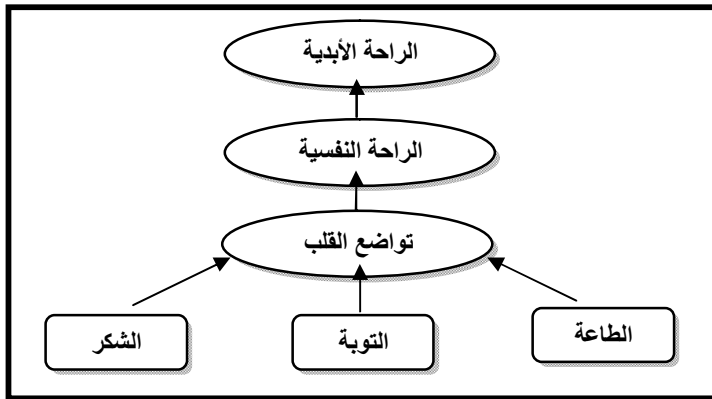 الراحة الأبدية
الراحة النفسية
تواضع القلب
الطاعة
التوبة
الشكر